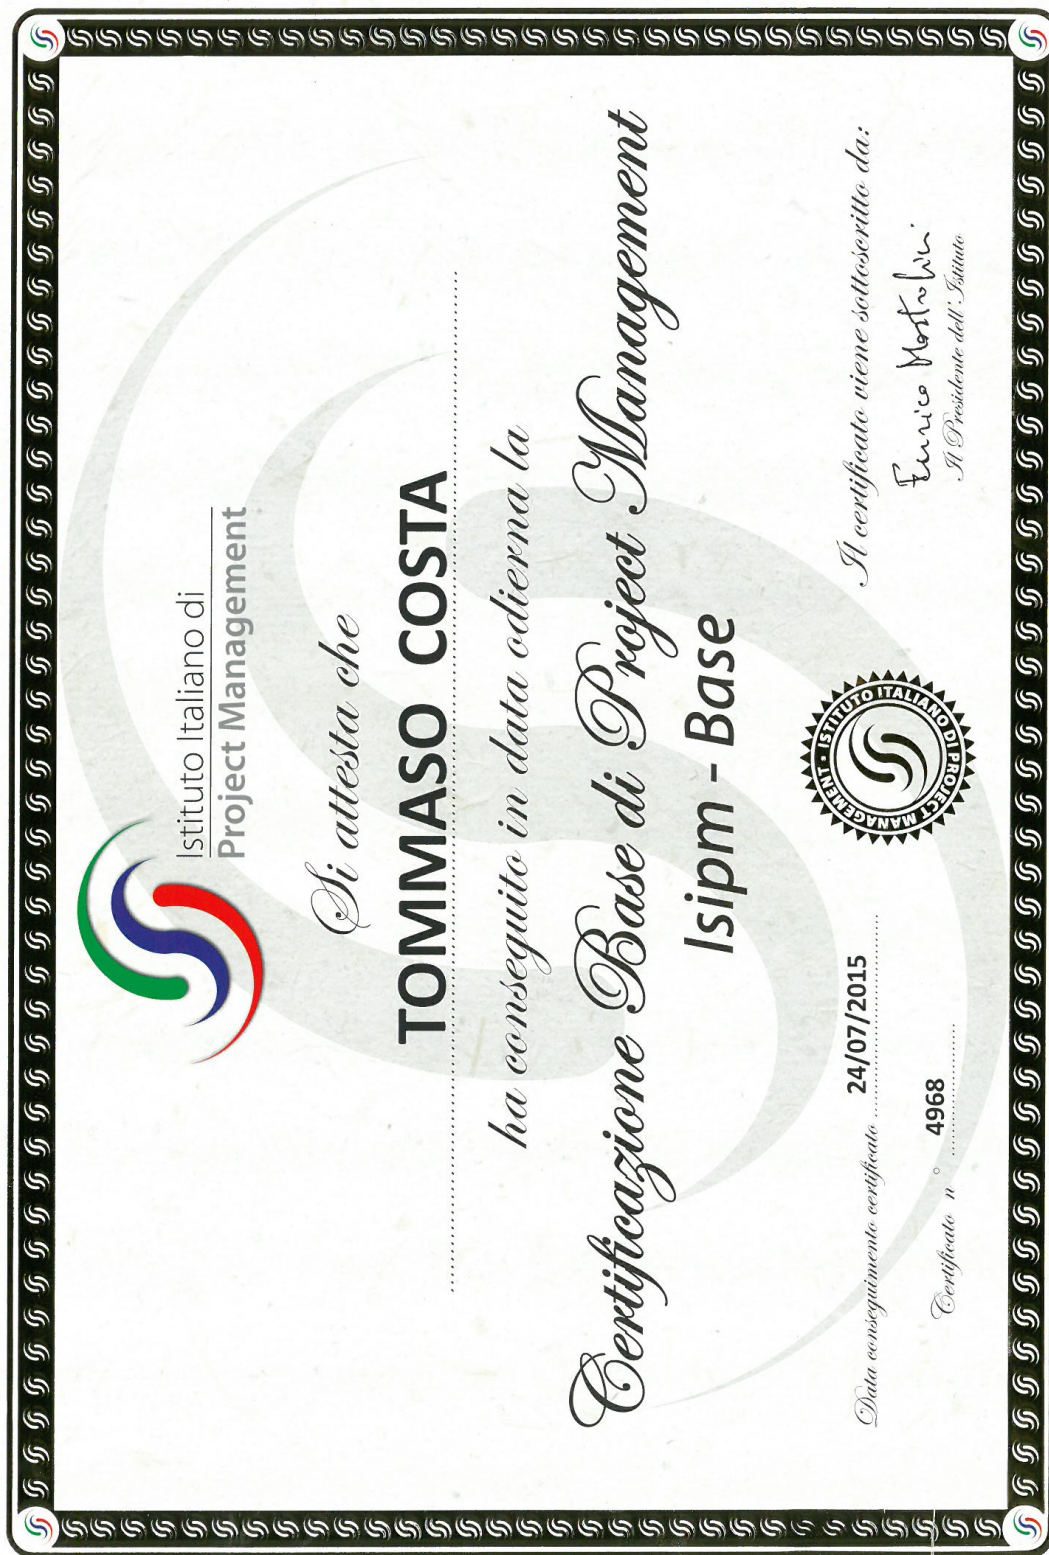 Istituto Italiano di
Project Management
Si attesta che
TOMMASO COSTA
ha conseguito in data odierna la
Certificazione Base di Project Management
Isipm - Base
Data conseguimento certificato 24/07/2015
Certificato n° 4968
ISTITUTO ITALIANO DI PROJECT MANAGEMENT
Il certificato viene sottoscritto da:
Enrico Mastrofini
Il Presidente dell'Istituto